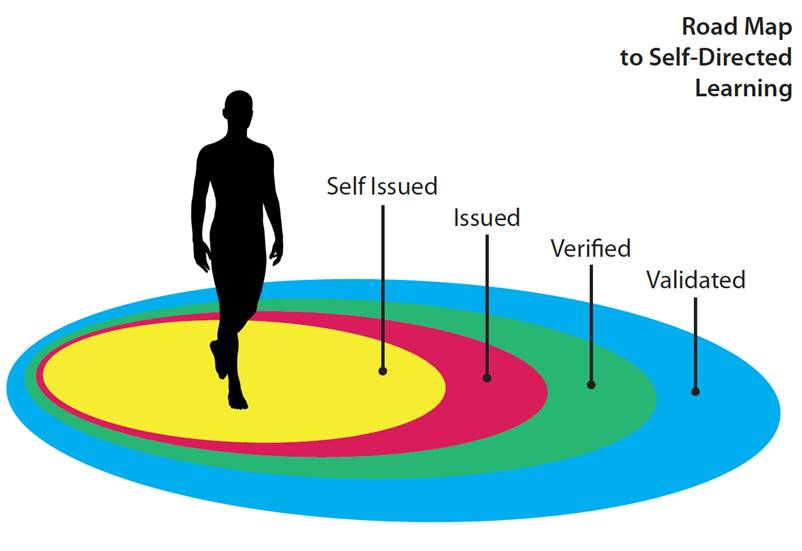 Road Map
to Self-Directed
Learning
Self Issued
Issued
Verified
Validated